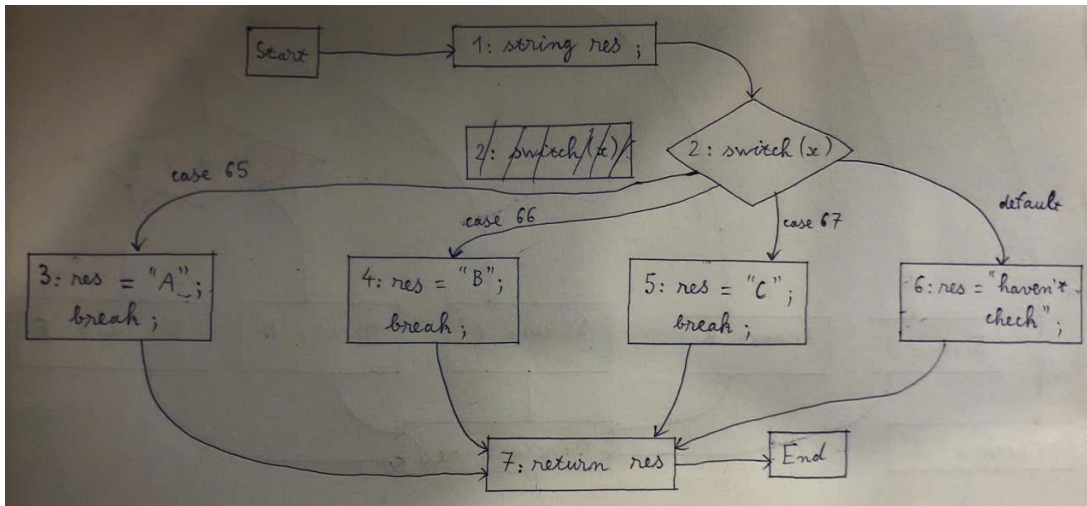 Start
1: string res ;
2: switch (x)
2: switch (x)
case 65
case 66
case 67
default
3: res = "A";
break ;
4: res = "B";
break ;
5: res = "C";
break ;
6: res = "haven't
check" ;
7: return res
End